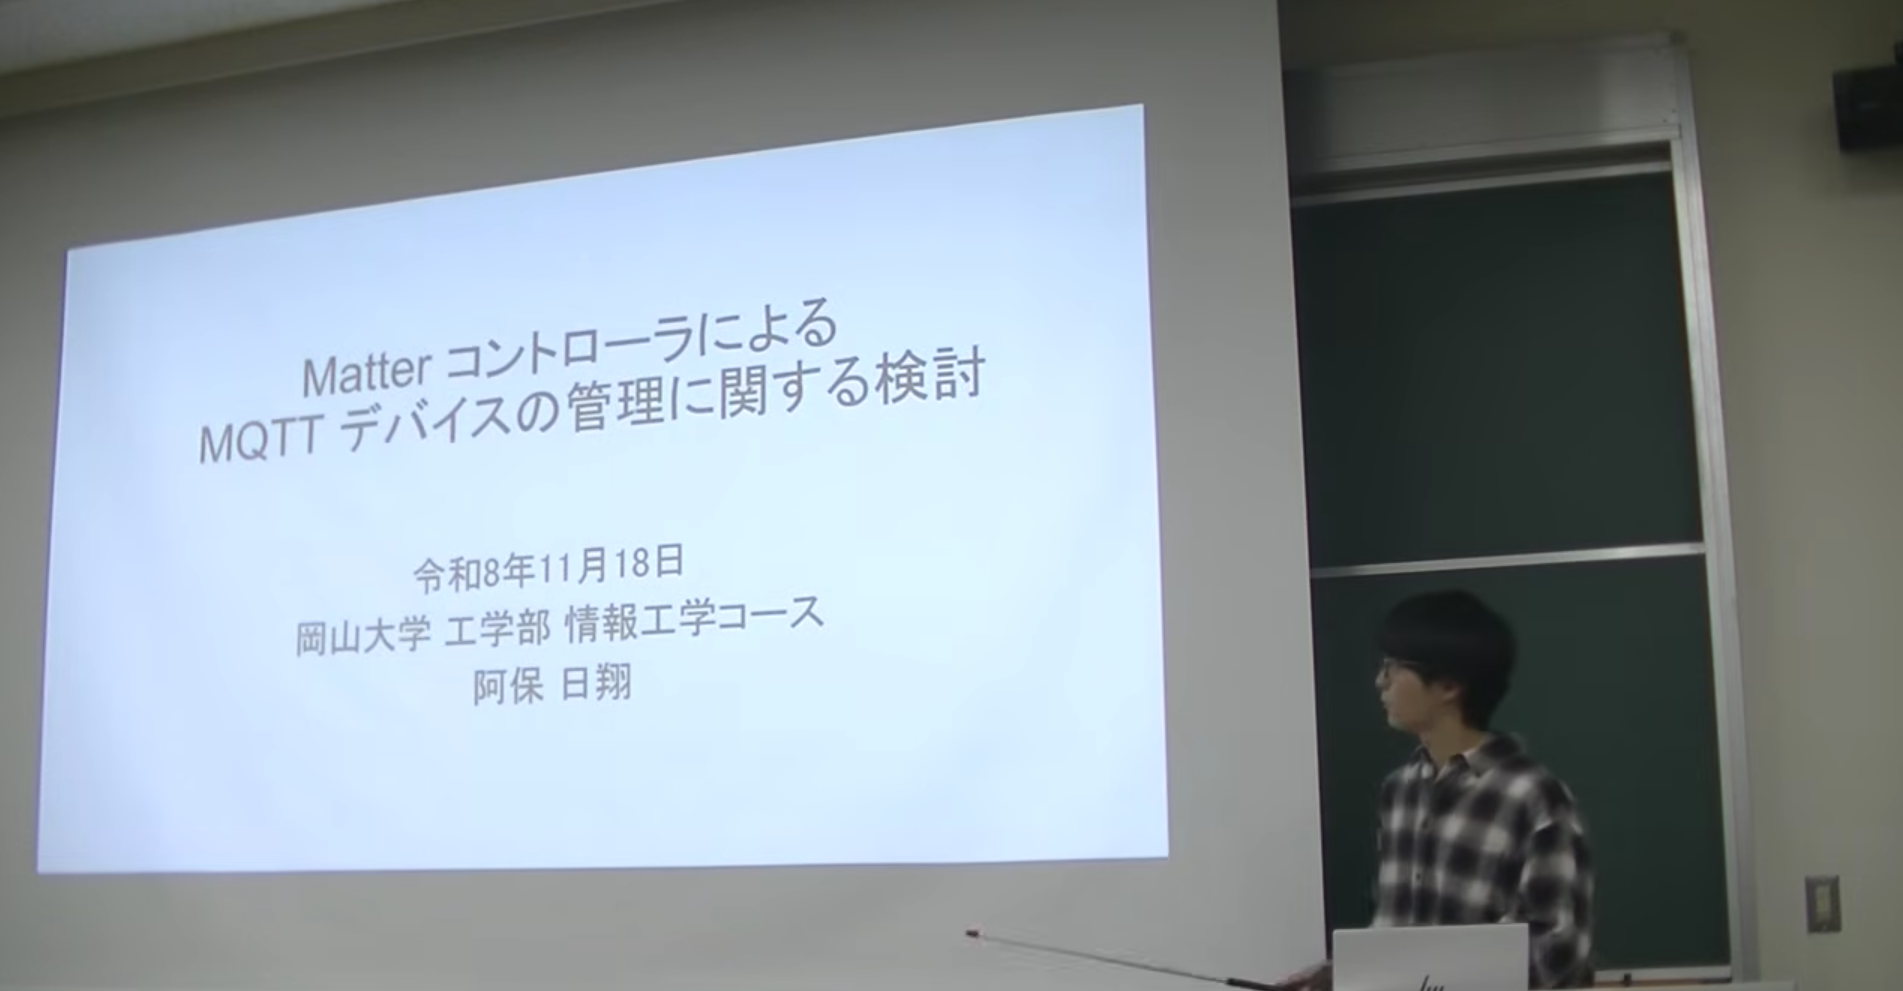 Matter コントローラによる
MQTT デバイスの管理に関する検討
令和8年11月18日
岡山大学 工学部 情報工学コース
阿保 日翔
hp